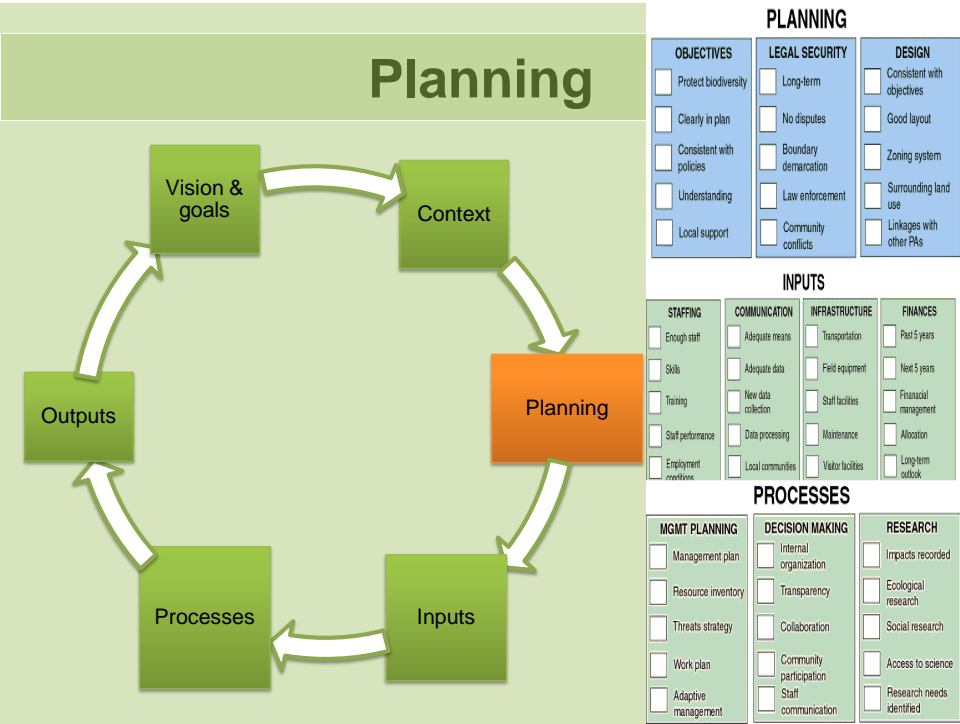 Planning
Vision &
goals
Context
Planning
Inputs
Processes
Outputs
PLANNING
OBJECTIVES
Protect biodiversity
Clearly in plan
Consistent with
policies
Understanding
Local support
LEGAL SECURITY
Long-term
No disputes
Boundary
demarcation
Law enforcement
Community
conflicts
DESIGN
Consistent with
objectives
Good layout
Zoning system
Surrounding land
use
Linkages with
other PAs
INPUTS
STAFFING
Enough staff
Skills
Training
Staff performance
Employment
conditions
COMMUNICATION
Adequate means
Adequate data
New data
collection
Data processing
Local communities
INFRASTRUCTURE
Transportation
Field equipment
Staff facilities
Maintenance
Visitor facilities
FINANCES
Past 5 years
Next 5 years
Finanacial
management
Allocation
Long-term
outlook
PROCESSES
MGMT PLANNING
Management plan
Resource inventory
Threats strategy
Work plan
Adaptive
management
DECISION MAKING
Internal
organization
Transparency
Collaboration
Community
participation
Staff
communication
RESEARCH
Impacts recorded
Ecological
research
Social research
Access to science
Research needs
identified